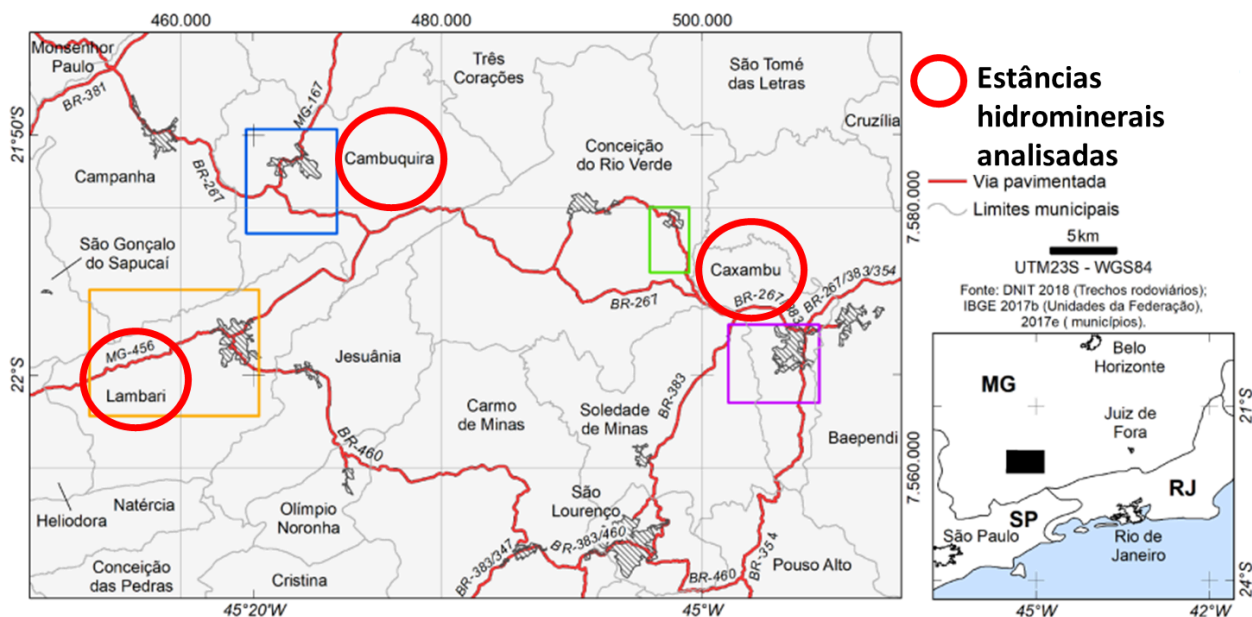 460.000
480.000
500.000
Monsenhor
Paulo
Três
Corações
São Tomé
das Letras
Estâncias
hidrominerais
analisadas
BR-381
MG-167
Cruzília
21°50'S
Cambuquira
Conceição
do Rio Verde
Campanha
BR-267
Via pavimentada
Limites municipais
7.580.000
5km
São Gonçalo
do Sapucaí
Caxambu
BR-267/383/354
UTM23S - WGS84
BR-267
BR-267/383
Fonte: DNIT 2018 (Trechos rodoviários);
IBGE 2017b (Unidades da Federação),
2017e ( municípios).
MG-456
Jesuânia
22°S
Lambari
BR-383
Belo
Horizonte
MG
21°S
Carmo
de Minas
Soledade
de Minas
Juiz de
Fora
Baependi
BR-460
7.560.000
Natércia
Heliodora
Olímpio
Noronha
São
Lourenço
RJ
SP
São Paulo
Rio de
Janeiro
BR-383/347
BR-383/460
BR-354
BR-460
Pouso Alto
Conceição
das Pedras
Cristina
24°S
45°20'W
45°W
45°W
42°W